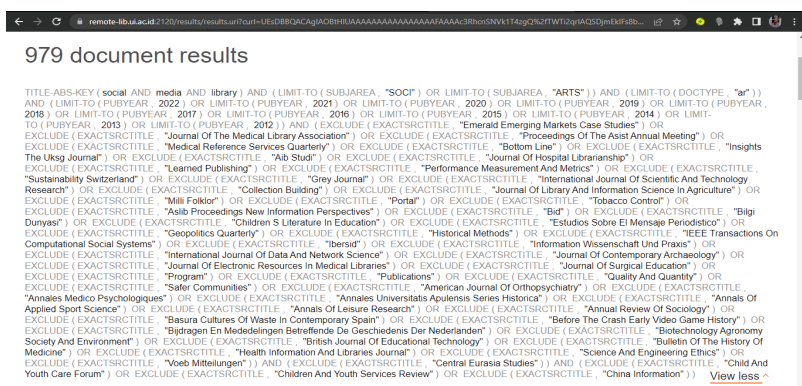 remote-lib.ui.ac.id:2120/results/results.uri?curl=UEsDBBQACAgIAOBtHIUAAAAAAAAAAAAAAAAFAAAAc3RhcnSNVk1T4zgQ%2fTWTi2qrlAQSDjmEkIFs8b...
979 document results
TITLE-ABS-KEY ( social AND media AND library ) AND ( LIMIT-TO ( SUBJAREA , "SOCI" ) OR LIMIT-TO ( SUBJAREA , "ARTS" ) ) AND ( LIMIT-TO ( DOCTYPE , "ar" ) )
AND ( LIMIT-TO ( PUBYEAR , 2022 ) OR LIMIT-TO ( PUBYEAR , 2021 ) OR LIMIT-TO ( PUBYEAR , 2020 ) OR LIMIT-TO ( PUBYEAR , 2019 ) OR LIMIT-TO ( PUBYEAR ,
2018 ) OR LIMIT-TO ( PUBYEAR , 2017 ) OR LIMIT-TO ( PUBYEAR , 2016 ) OR LIMIT-TO ( PUBYEAR , 2015 ) OR LIMIT-TO ( PUBYEAR , 2014 ) OR LIMIT-
TO ( PUBYEAR , 2013 ) OR LIMIT-TO ( PUBYEAR , 2012 ) ) AND ( EXCLUDE ( EXACTSRCTITLE , "Emerald Emerging Markets Case Studies" ) OR
EXCLUDE ( EXACTSRCTITLE , "Journal Of The Medical Library Association" ) OR EXCLUDE ( EXACTSRCTITLE , "Proceedings Of The Asist Annual Meeting" ) OR
EXCLUDE ( EXACTSRCTITLE , "Medical Reference Services Quarterly" ) OR EXCLUDE ( EXACTSRCTITLE , "Bottom Line" ) OR EXCLUDE ( EXACTSRCTITLE , "Insights
The Uksg Journal" ) OR EXCLUDE ( EXACTSRCTITLE , "Aib Studi" ) OR EXCLUDE ( EXACTSRCTITLE , "Journal Of Hospital Librarianship" ) OR
EXCLUDE ( EXACTSRCTITLE , "Learned Publishing" ) OR EXCLUDE ( EXACTSRCTITLE , "Performance Measurement And Metrics" ) OR EXCLUDE ( EXACTSRCTITLE ,
"Sustainability Switzerland" ) OR EXCLUDE ( EXACTSRCTITLE , "Grey Journal" ) OR EXCLUDE ( EXACTSRCTITLE , "International Journal Of Scientific And Technology
Research" ) OR EXCLUDE ( EXACTSRCTITLE , "Collection Building" ) OR EXCLUDE ( EXACTSRCTITLE , "Journal Of Library And Information Science In Agriculture" ) OR
EXCLUDE ( EXACTSRCTITLE , "Milli Folklor" ) OR EXCLUDE ( EXACTSRCTITLE , "Portal" ) OR EXCLUDE ( EXACTSRCTITLE , "Tobacco Control" ) OR
EXCLUDE ( EXACTSRCTITLE , "Aslib Proceedings New Information Perspectives" ) OR EXCLUDE ( EXACTSRCTITLE , "Bid" ) OR EXCLUDE ( EXACTSRCTITLE , "Bilgi
Dunyasi" ) OR EXCLUDE ( EXACTSRCTITLE , "Children S Literature In Education" ) OR EXCLUDE ( EXACTSRCTITLE , "Estudios Sobre El Mensaje Periodistico" ) OR
EXCLUDE ( EXACTSRCTITLE , "Geopolitics Quarterly" ) OR EXCLUDE ( EXACTSRCTITLE , "Historical Methods" ) OR EXCLUDE ( EXACTSRCTITLE , "IEEE Transactions On
Computational Social Systems" ) OR EXCLUDE ( EXACTSRCTITLE , "Ibersid" ) OR EXCLUDE ( EXACTSRCTITLE , "Information Wissenschaft Und Praxis" ) OR
EXCLUDE ( EXACTSRCTITLE , "International Journal Of Data And Network Science" ) OR EXCLUDE ( EXACTSRCTITLE , "Journal Of Contemporary Archaeology" ) OR
EXCLUDE ( EXACTSRCTITLE , "Journal Of Electronic Resources In Medical Libraries" ) OR EXCLUDE ( EXACTSRCTITLE , "Journal Of Surgical Education" ) OR
EXCLUDE ( EXACTSRCTITLE , "Program" ) OR EXCLUDE ( EXACTSRCTITLE , "Publications" ) OR EXCLUDE ( EXACTSRCTITLE , "Quality And Quantity" ) OR
EXCLUDE ( EXACTSRCTITLE , "Safer Communities" ) OR EXCLUDE ( EXACTSRCTITLE , "American Journal Of Orthopsychiatry" ) OR EXCLUDE ( EXACTSRCTITLE ,
"Annales Medico Psychologiques" ) OR EXCLUDE ( EXACTSRCTITLE , "Annales Universitatis Apulensis Series Historica" ) OR EXCLUDE ( EXACTSRCTITLE , "Annals Of
Applied Sport Science" ) OR EXCLUDE ( EXACTSRCTITLE , "Annals Of Leisure Research" ) OR EXCLUDE ( EXACTSRCTITLE , "Annual Review Of Sociology" ) OR
EXCLUDE ( EXACTSRCTITLE , "Basura Cultures Of Waste In Contemporary Spain" ) OR EXCLUDE ( EXACTSRCTITLE , "Before The Crash Early Video Game History" ) OR
EXCLUDE ( EXACTSRCTITLE , "Bijdragen En Mededelingen Betreffende De Geschiedenis Der Nederlanden" ) OR EXCLUDE ( EXACTSRCTITLE , "Biotechnology Agronomy
Society And Environment" ) OR EXCLUDE ( EXACTSRCTITLE , "British Journal Of Educational Technology" ) OR EXCLUDE ( EXACTSRCTITLE , "Bulletin Of The History Of
Medicine" ) OR EXCLUDE ( EXACTSRCTITLE , "Health Information And Libraries Journal" ) OR EXCLUDE ( EXACTSRCTITLE , "Science And Engineering Ethics" ) OR
EXCLUDE ( EXACTSRCTITLE , "Voeb Mitteilungen" ) ) AND ( EXCLUDE ( EXACTSRCTITLE , "Central Eurasia Studies" ) ) AND ( EXCLUDE ( EXACTSRCTITLE , "Child And
Youth Care Forum" ) OR EXCLUDE ( EXACTSRCTITLE , "Children And Youth Services Review" ) OR EXCLUDE ( EXACTSRCTITLE , "China Information" ) ) View less